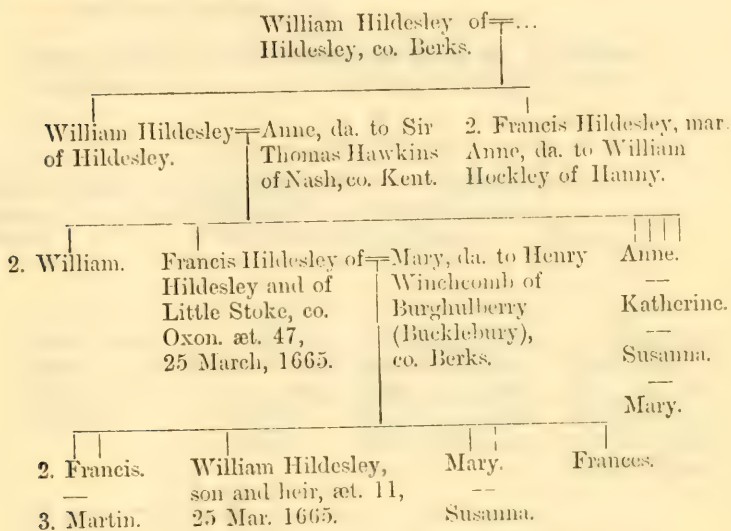 William Hildesley of=...
Hildesley, co. Berks.
William Hildesley=Anne, da. to Sir
of Hildesley. Thomas Hawkins
of Nash, co. Kent.
2. Francis Hildesley, mar.
Anne, da. to William
Hockley of Hanny.
2. William.
Francis Hildesley of=Mary, da. to Henry
Hildesley and of Winchcomb of
Little Stoke, co. Burghulberry
Oxon. æt. 47, (Bucklebury),
25 March, 1665. co. Berks.
Anne.
—
Katherine.
—
Susanna.
—
Mary.
2. Francis.
—
3. Martin.
William Hildesley,
son and heir, æt. 11,
25 Mar. 1665.
Mary.
--
Susanna.
Frances.